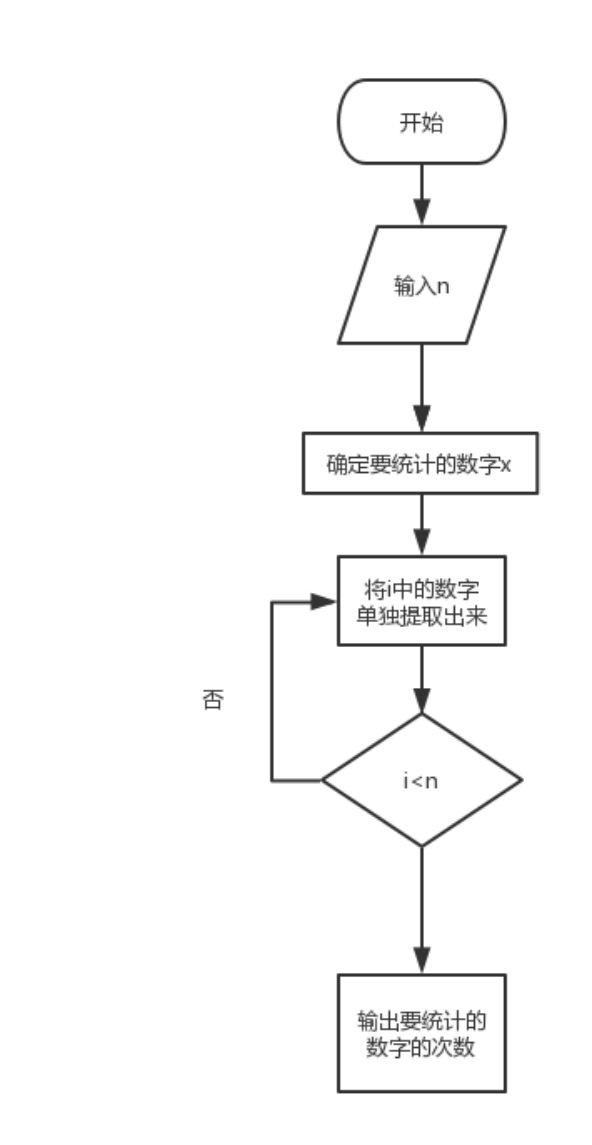 开始
输入n
确定要统计的数字x
将i中的数字
单独提取出来
否
i<n
输出要统计的
数字的次数